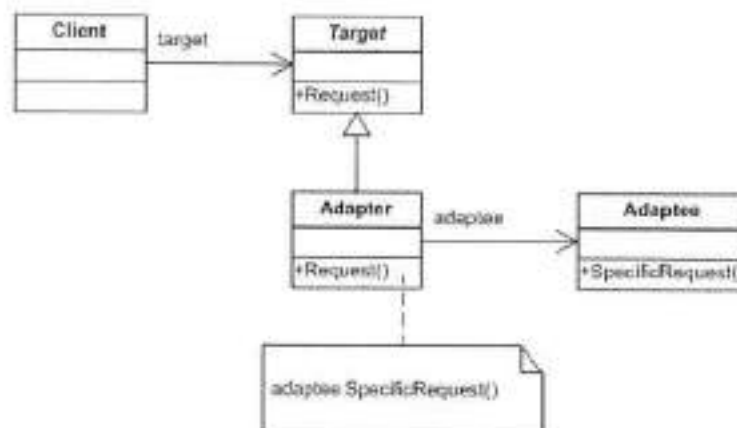 Client
target
Target
+Request()
Adapter
adaptee
Adaptee
+Request()
+SpecificRequest(
adaptee SpecificRequest()